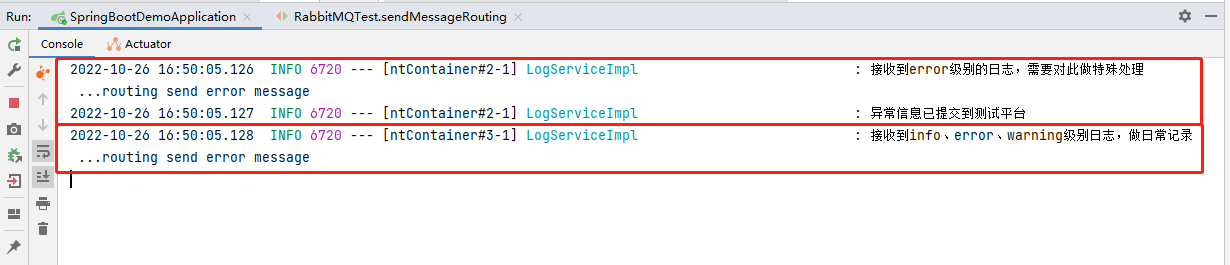 Run: SpringBootDemoApplication × RabbitMQTest.sendMessageRouting ×
Console Actuator
2022-10-26 16:50:05.126  INFO 6720 --- [ntContainer#2-1] LogServiceImpl                           : 接收到error级别的日志，需要对此做特殊处理
 ...routing send error message
2022-10-26 16:50:05.127  INFO 6720 --- [ntContainer#2-1] LogServiceImpl                           : 异常信息已提交到测试平台
2022-10-26 16:50:05.128  INFO 6720 --- [ntContainer#3-1] LogServiceImpl                           : 接收到info、error、warning级别日志，做日常记录
 ...routing send error message